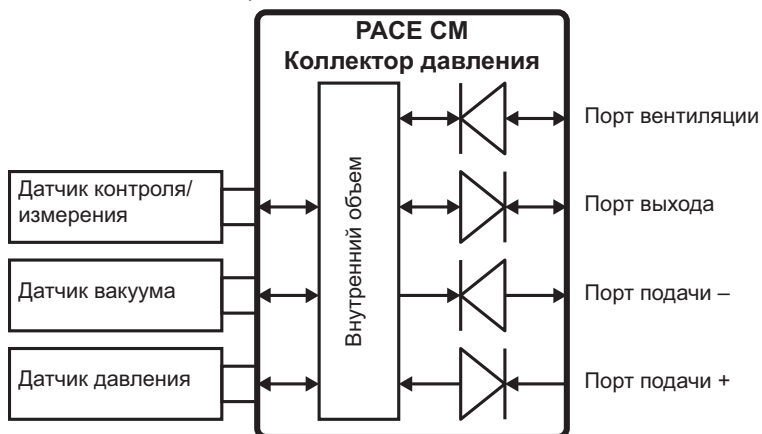 PACE CM
Коллектор давления
Порт вентиляции
Датчик контроля/
измерения
Внутренний объем
Порт выхода
Датчик вакуума
Порт подачи –
Датчик давления
Порт подачи +